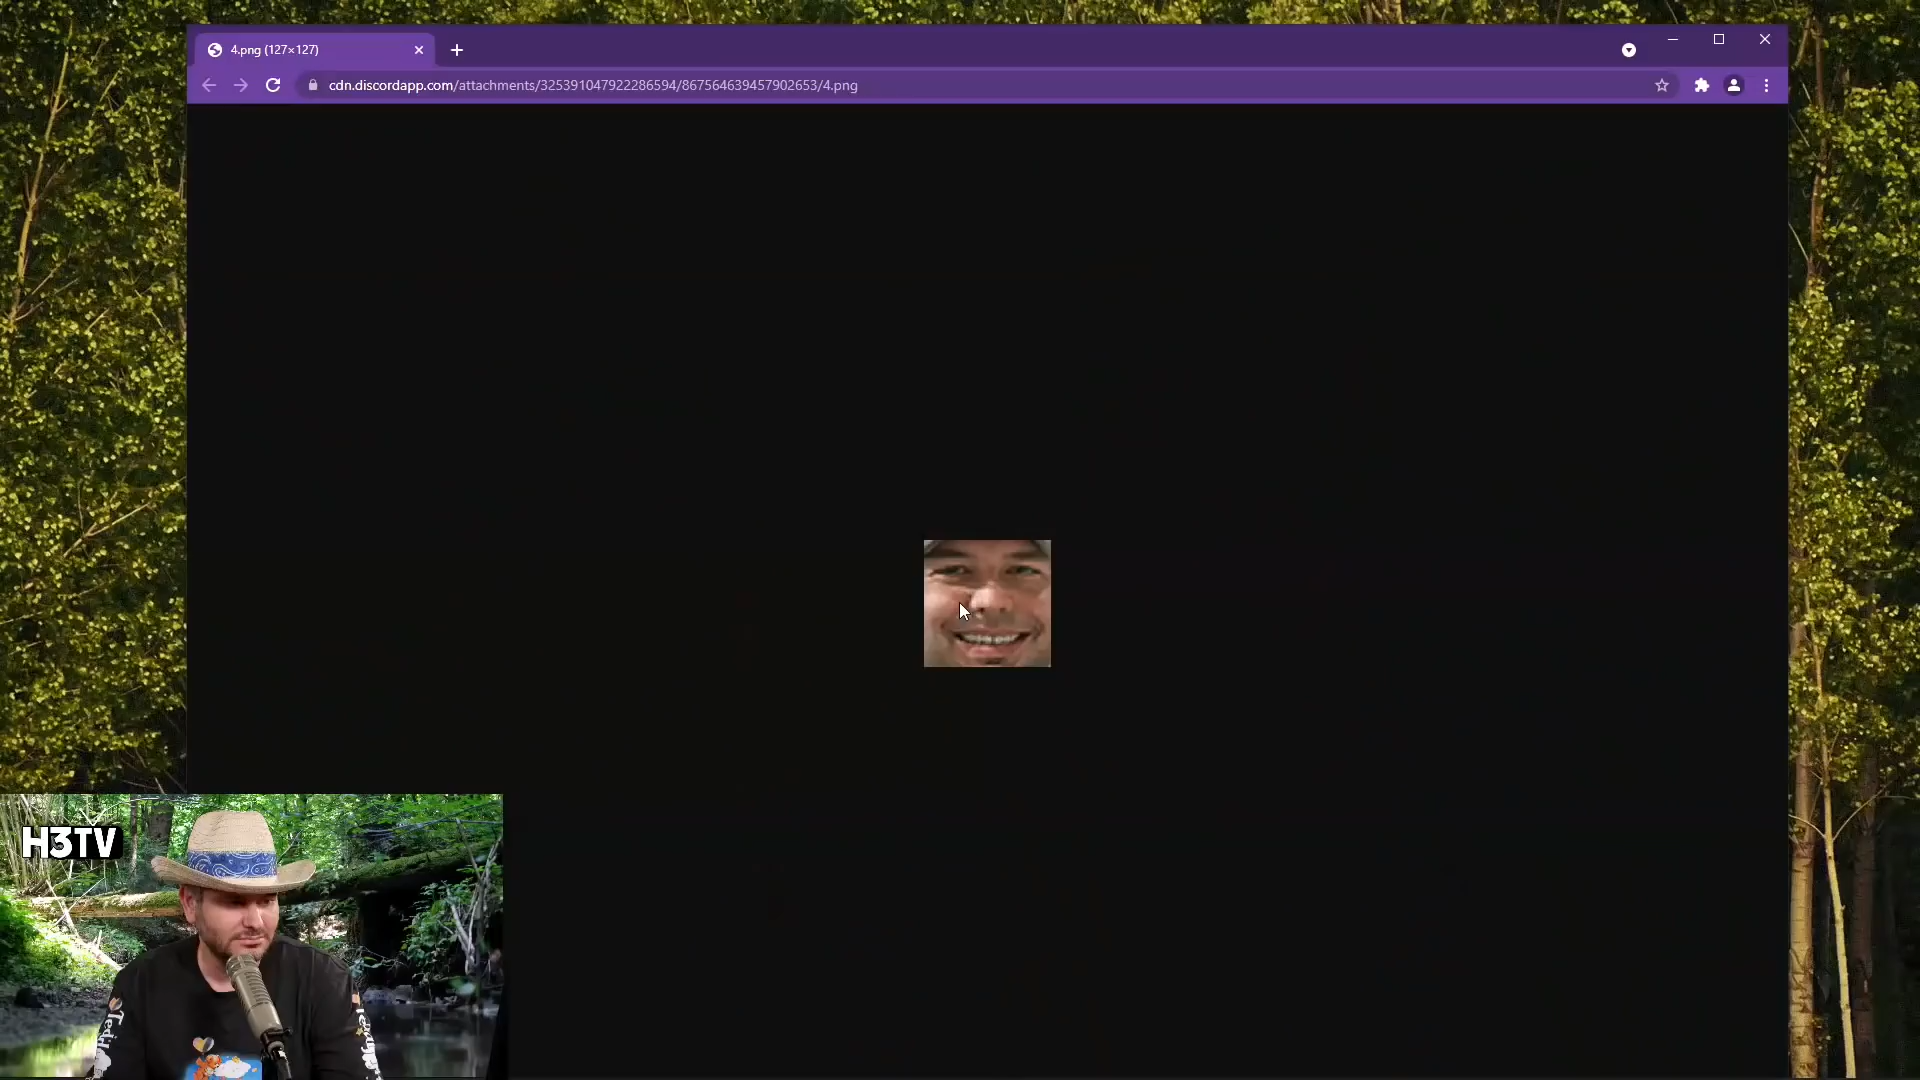 4.png (127×127)
cdn.discordapp.com/attachments/325391047922286594/867564639457902653/4.png
H3TV